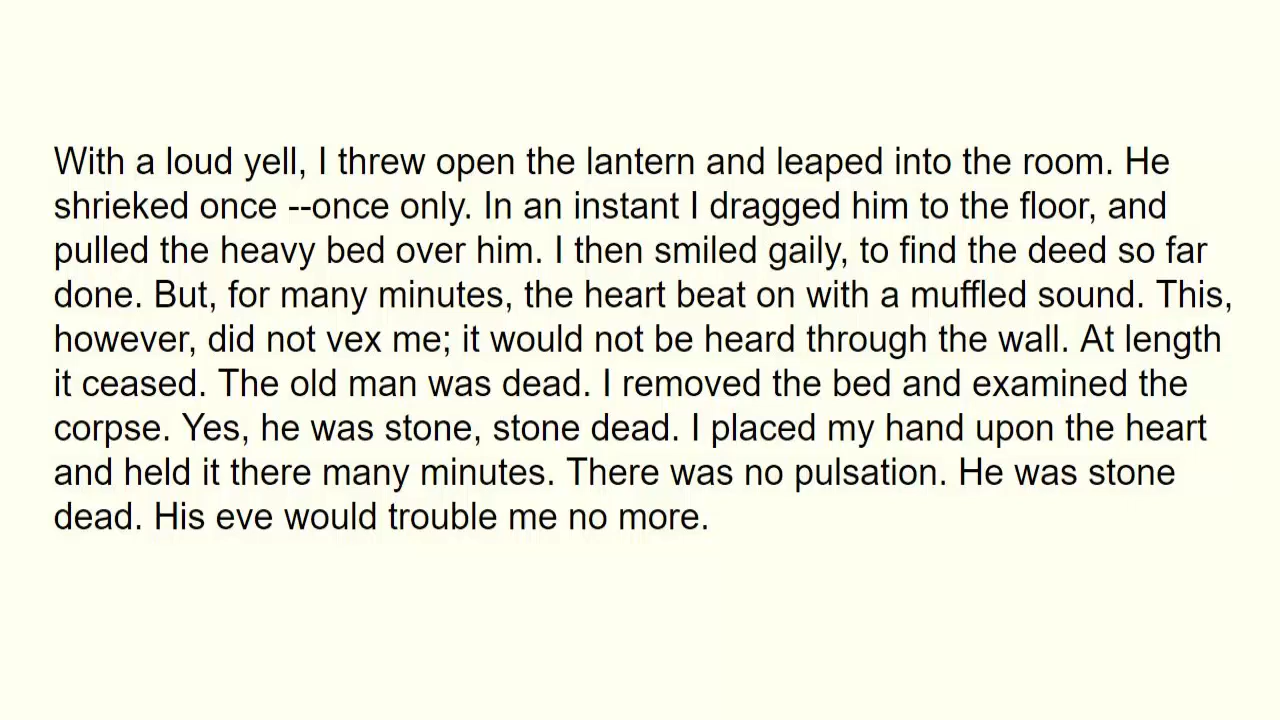 With a loud yell, I threw open the lantern and leaped into the room. He
shrieked once --once only. In an instant I dragged him to the floor, and
pulled the heavy bed over him. I then smiled gaily, to find the deed so far
done. But, for many minutes, the heart beat on with a muffled sound. This,
however, did not vex me; it would not be heard through the wall. At length
it ceased. The old man was dead. I removed the bed and examined the
corpse. Yes, he was stone, stone dead. I placed my hand upon the heart
and held it there many minutes. There was no pulsation. He was stone
dead. His eve would trouble me no more.